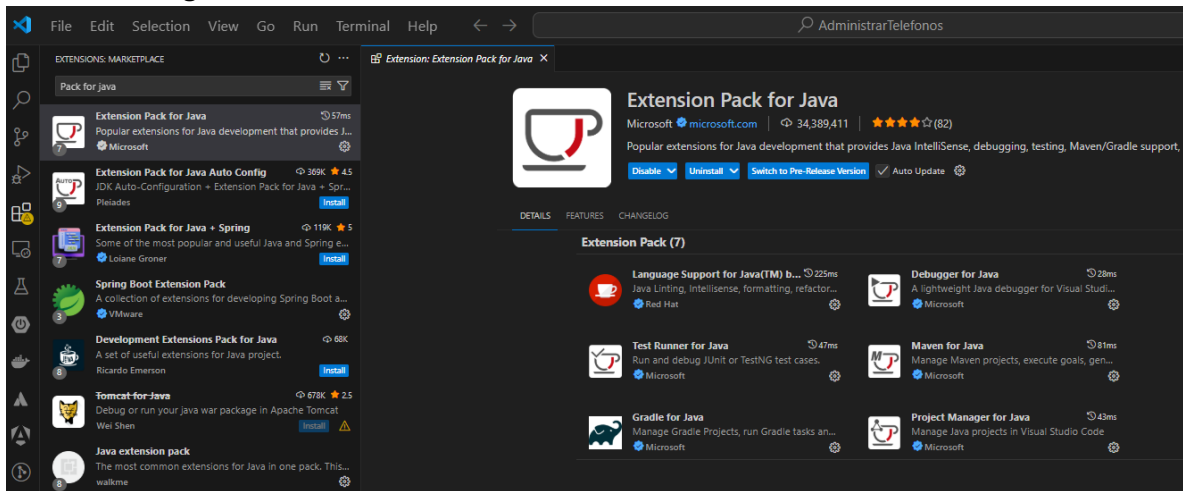 File Edit Selection View Go Run Terminal Help
AdministrarTelefonos
EXTENSIONS: MARKETPLACE
Pack for java
Extension Pack for Java 57ms
Popular extensions for Java development that provides J...
Microsoft
7
Extension Pack for Java Auto Config 369K 4.5
JDK Auto-Configuration + Extension Pack for Java + Spr...
Pleiades Install
AUTO
9
Extension Pack for Java + Spring 119K 5
Some of the most popular and useful Java and Spring e...
Loiane Groner Install
7
Spring Boot Extension Pack
A collection of extensions for developing Spring Boot a...
VMware
3
Development Extensions Pack for Java 68K
A set of useful extensions for Java project.
Ricardo Emerson Install
8
Tomcat for Java 678K 2.5
Debug or run your java war package in Apache Tomcat
Wei Shen Install
Java extension pack
The most common extensions for Java in one pack. This...
walkme
8
Extension: Extension Pack for Java
Extension Pack for Java
Microsoft microsoft.com 34,389,411 (82)
Popular extensions for Java development that provides Java IntelliSense, debugging, testing, Maven/Gradle support,
Disable Uninstall Switch to Pre-Release Version Auto Update
DETAILS FEATURES CHANGELOG
Extension Pack (7)
Language Support for Java(TM) b... 225ms
Java Linting, Intellisense, formatting, refactor...
Red Hat
Debugger for Java 28ms
A lightweight Java debugger for Visual Studi...
Microsoft
Test Runner for Java 47ms
Run and debug JUnit or TestNG test cases.
Microsoft
Maven for Java 81ms
Manage Maven projects, execute goals, gen...
Microsoft
M
Gradle for Java
Manage Gradle Projects, run Gradle tasks an...
Microsoft
Project Manager for Java 43ms
Manage Java projects in Visual Studio Code
Microsoft